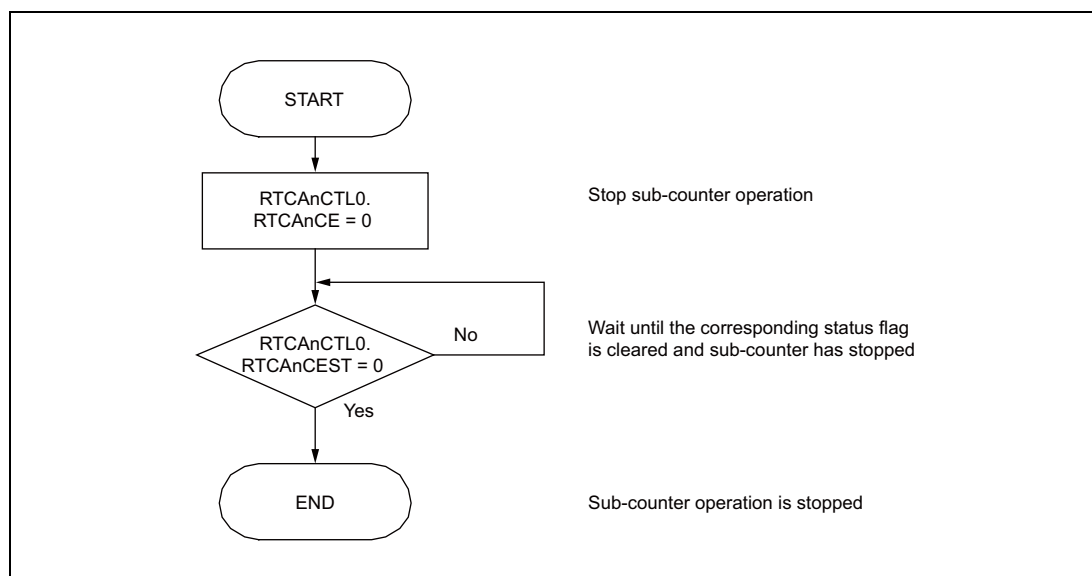 START
RTCAnCTL0.
RTCAnCE = 0
Stop sub-counter operation
RTCAnCTL0.
RTCAnCEST = 0
No
Wait until the corresponding status flag
is cleared and sub-counter has stopped
Yes
END
Sub-counter operation is stopped